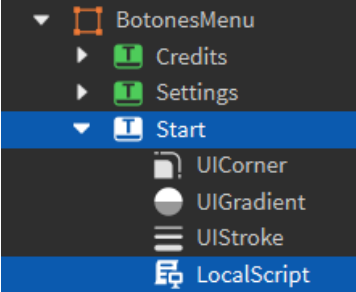 BotonesMenu
T Credits
T Settings
T Start
UICorner
UIGradient
UIStroke
LocalScript